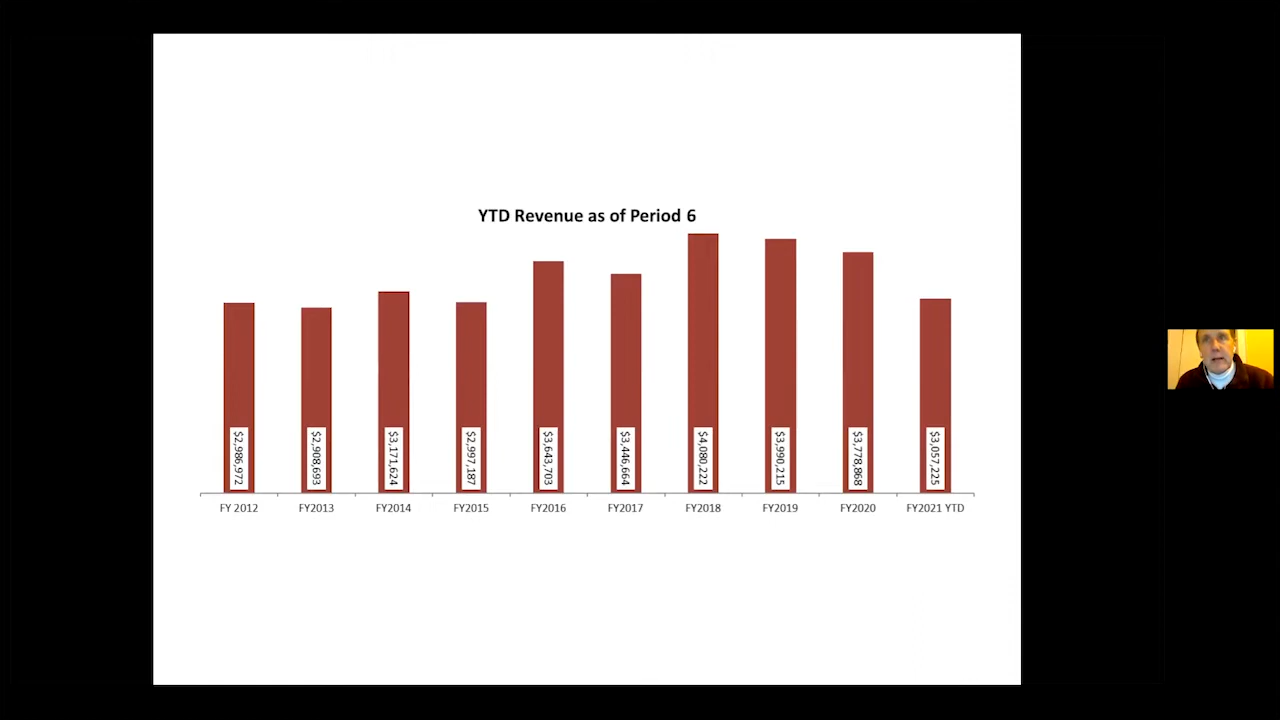 YTD Revenue as of Period 6
$2,986,972
$2,908,693
$3,171,624
$2,997,187
$3,643,703
$3,446,664
$4,080,222
$3,990,215
$3,778,868
$3,057,225
FY 2012
FY2013
FY2014
FY2015
FY2016
FY2017
FY2018
FY2019
FY2020
FY2021 YTD